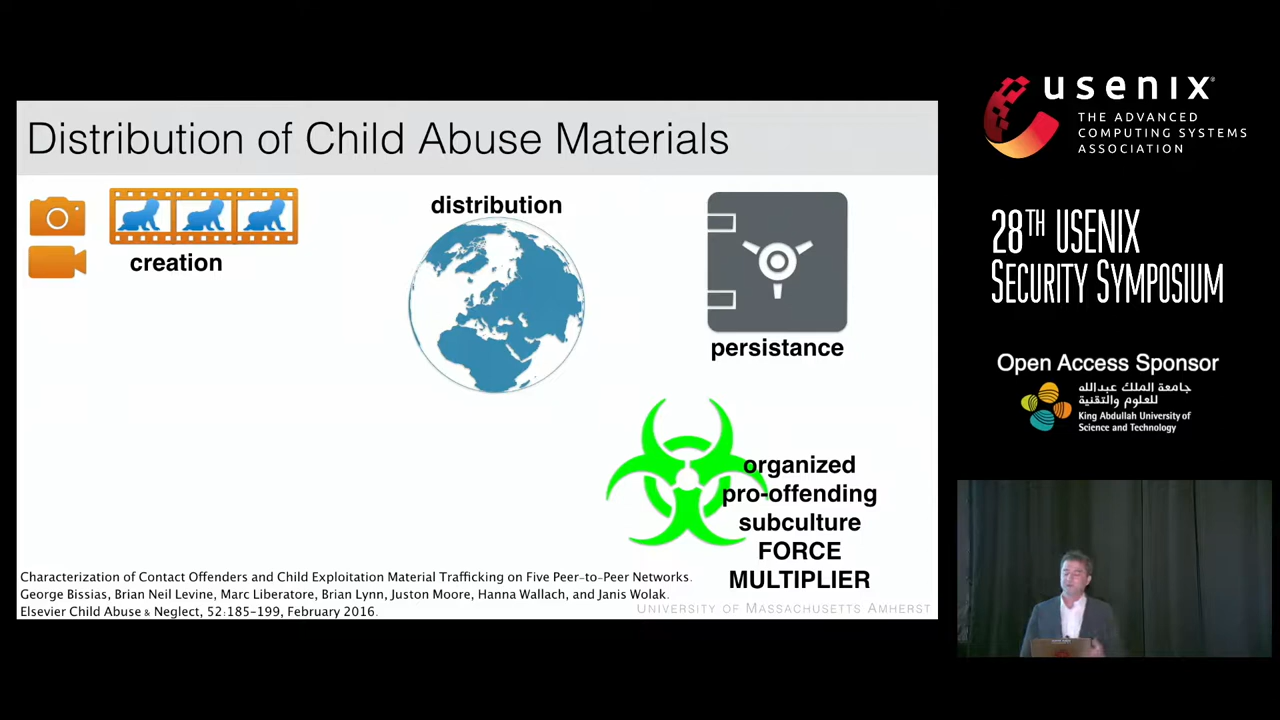 Distribution of Child Abuse Materials
creation
distribution
persistance
organized
pro-offending
subculture
FORCE
MULTIPLIER
Characterization of Contact Offenders and Child Exploitation Material Trafficking on Five Peer-to-Peer Networks.
George Bissias, Brian Neil Levine, Marc Liberatore, Brian Lynn, Juston Moore, Hanna Wallach, and Janis Wolak.
Elsevier Child Abuse & Neglect, 52:185-199, February 2016.
UNIVERSITY OF MASSACHUSETTS AMHERST
usenix
THE ADVANCED
COMPUTING SYSTEMS
ASSOCIATION
28TH USENIX
SECURITY SYMPOSIUM
Open Access Sponsor
جامعة الملك عبدالله
للعلوم والتقنية
King Abdullah University of
Science and Technology